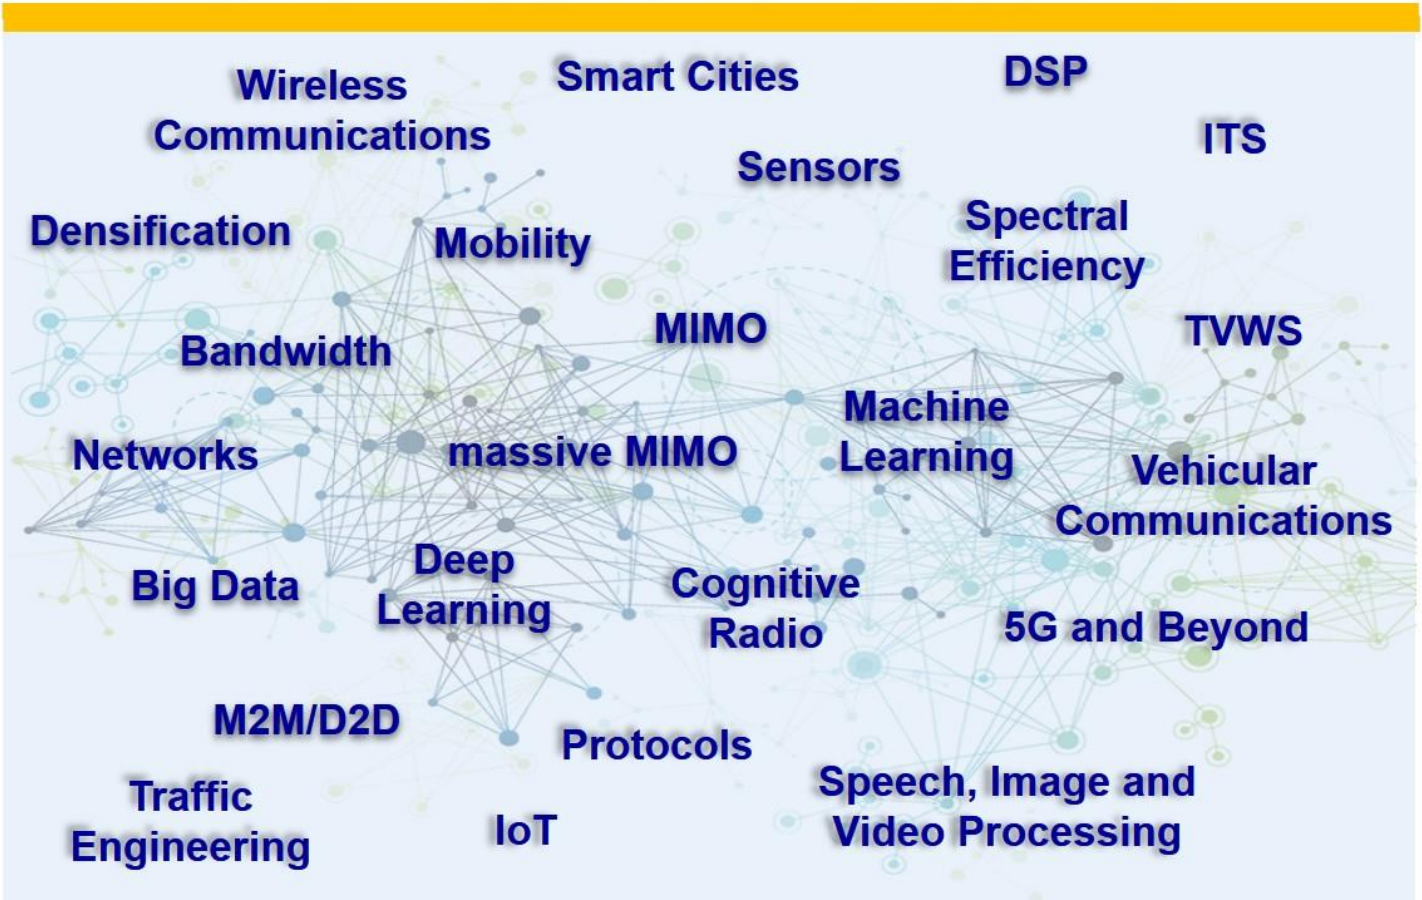 Wireless
Communications
Smart Cities
DSP
ITS
Sensors
Densification
Mobility
Spectral
Efficiency
Bandwidth
MIMO
TVWS
Networks
massive MIMO
Machine
Learning
Vehicular
Communications
Big Data
Deep
Learning
Cognitive
Radio
5G and Beyond
M2M/D2D
Protocols
Traffic
Engineering
IoT
Speech, Image and
Video Processing